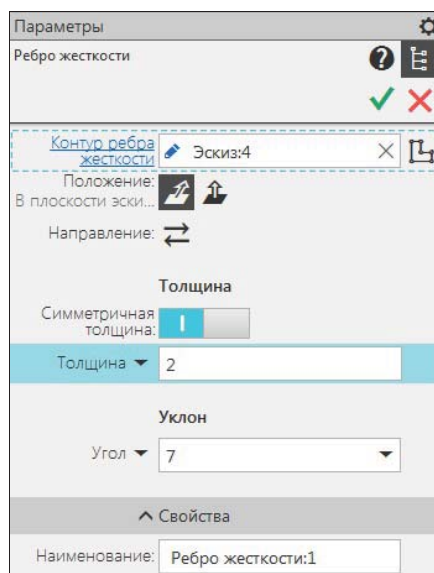 Параметры
Ребро жесткости
Контур ребра жесткости Эскиз:4
Положение:
В плоскости эски...
Направление:
Толщина
Симметричная толщина:
Толщина 2
Уклон
Угол 7
Свойства
Наименование: Ребро жесткости:1